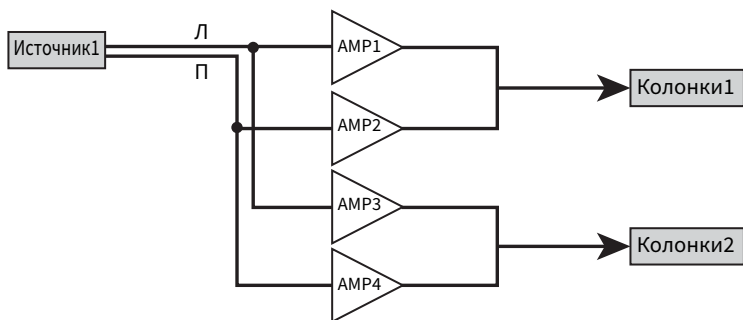 Источник1
Л
П
AMP1
AMP2
AMP3
AMP4
Колонки1
Колонки2